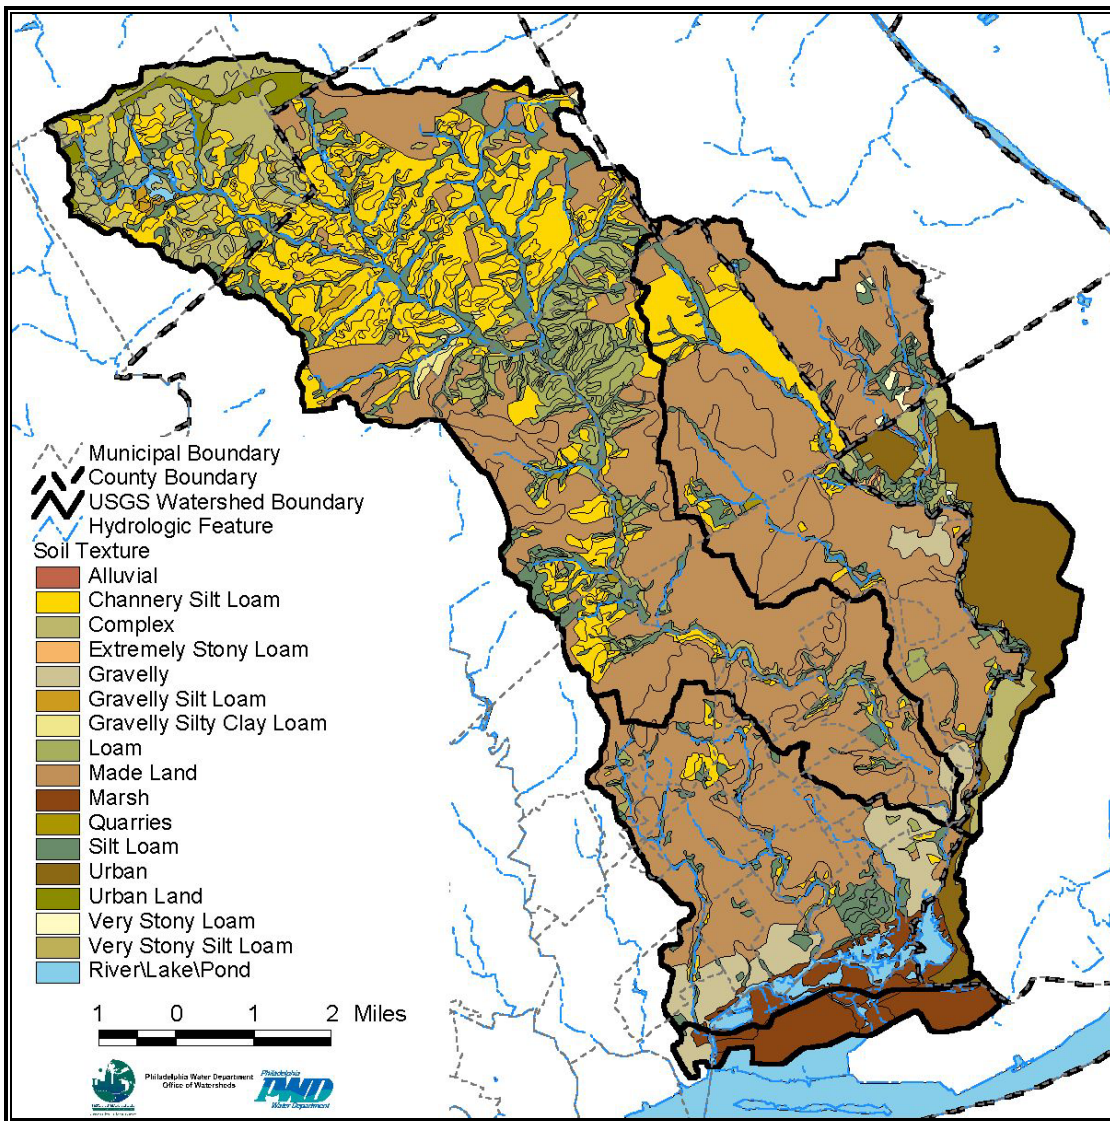 Municipal Boundary
County Boundary
USGS Watershed Boundary
Hydrologic Feature
Soil Texture
Alluvial
Channery Silt Loam
Complex
Extremely Stony Loam
Gravelly
Gravelly Silt Loam
Gravelly Silty Clay Loam
Loam
Made Land
Marsh
Quarries
Silt Loam
Urban
Urban Land
Very Stony Loam
Very Stony Silt Loam
River\Lake\Pond
1 0 1 2 Miles
Philadelphia Water Department
Office of Watersheds
Philadelphia
PWD
Water Department